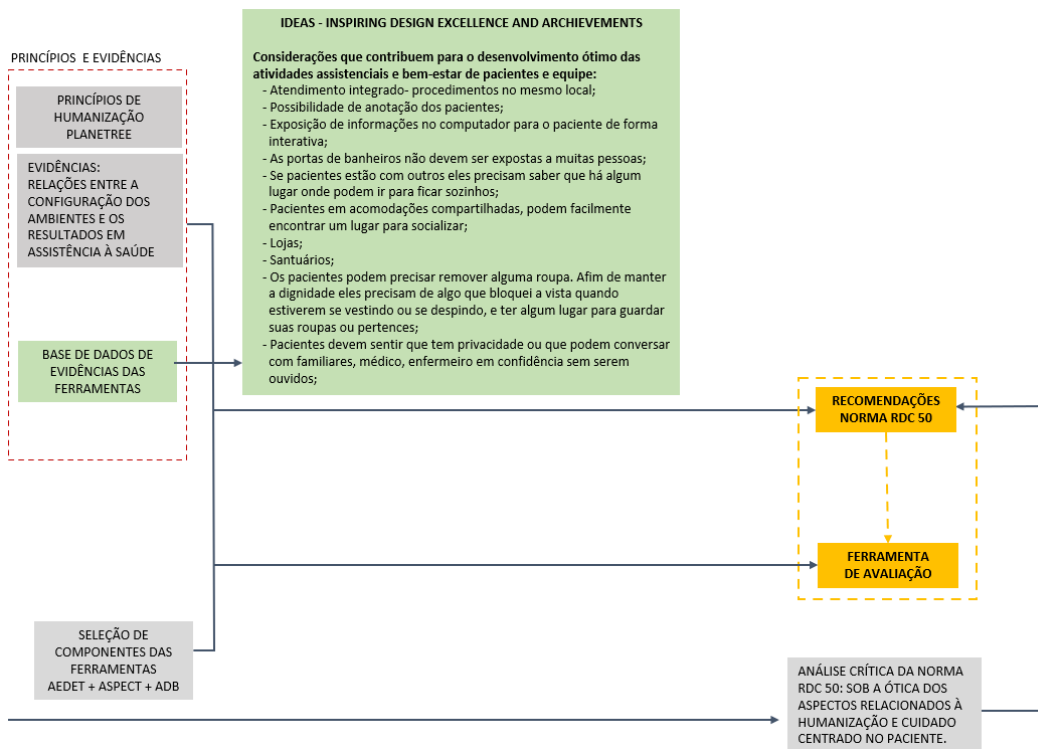 IDEAS - INSPIRING DESIGN EXCELLENCE AND ARCHIEVEMENTS
Considerações que contribuem para o desenvolvimento ótimo das
atividades assistenciais e bem-estar de pacientes e equipe:
- Atendimento integrado- procedimentos no mesmo local;
- Possibilidade de anotação dos pacientes;
- Exposição de informações no computador para o paciente de forma
interativa;
- As portas de banheiros não devem ser expostas a muitas pessoas;
- Se pacientes estão com outros eles precisam saber que há algum
lugar onde podem ir para ficar sozinhos;
- Pacientes em acomodações compartilhadas, podem facilmente
encontrar um lugar para socializar;
- Lojas;
- Santuários;
- Os pacientes podem precisar remover alguma roupa. Afim de manter
a dignidade eles precisam de algo que bloquei a vista quando
estiverem se vestindo ou se despindo, e ter algum lugar para guardar
suas roupas ou pertences;
- Pacientes devem sentir que tem privacidade ou que podem conversar
com familiares, médico, enfermeiro em confidência sem serem
ouvidos;
PRINCÍPIOS E EVIDÊNCIAS
PRINCÍPIOS DE
HUMANIZAÇÃO
PLANETREE
EVIDÊNCIAS:
RELAÇÕES ENTRE A
CONFIGURAÇÃO DOS
AMBIENTES E OS
RESULTADOS EM
ASSISTÊNCIA À SAÚDE
BASE DE DADOS DE
EVIDÊNCIAS DAS
FERRAMENTAS
RECOMENDAÇÕES
NORMA RDC 50
FERRAMENTA
DE AVALIAÇÃO
SELEÇÃO DE
COMPONENTES DAS
FERRAMENTAS
AEDET + ASPECT + ADB
ANÁLISE CRÍTICA DA NORMA
RDC 50: SOB A ÓTICA DOS
ASPECTOS RELACIONADOS À
HUMANIZAÇÃO E CUIDADO
CENTRADO NO PACIENTE.